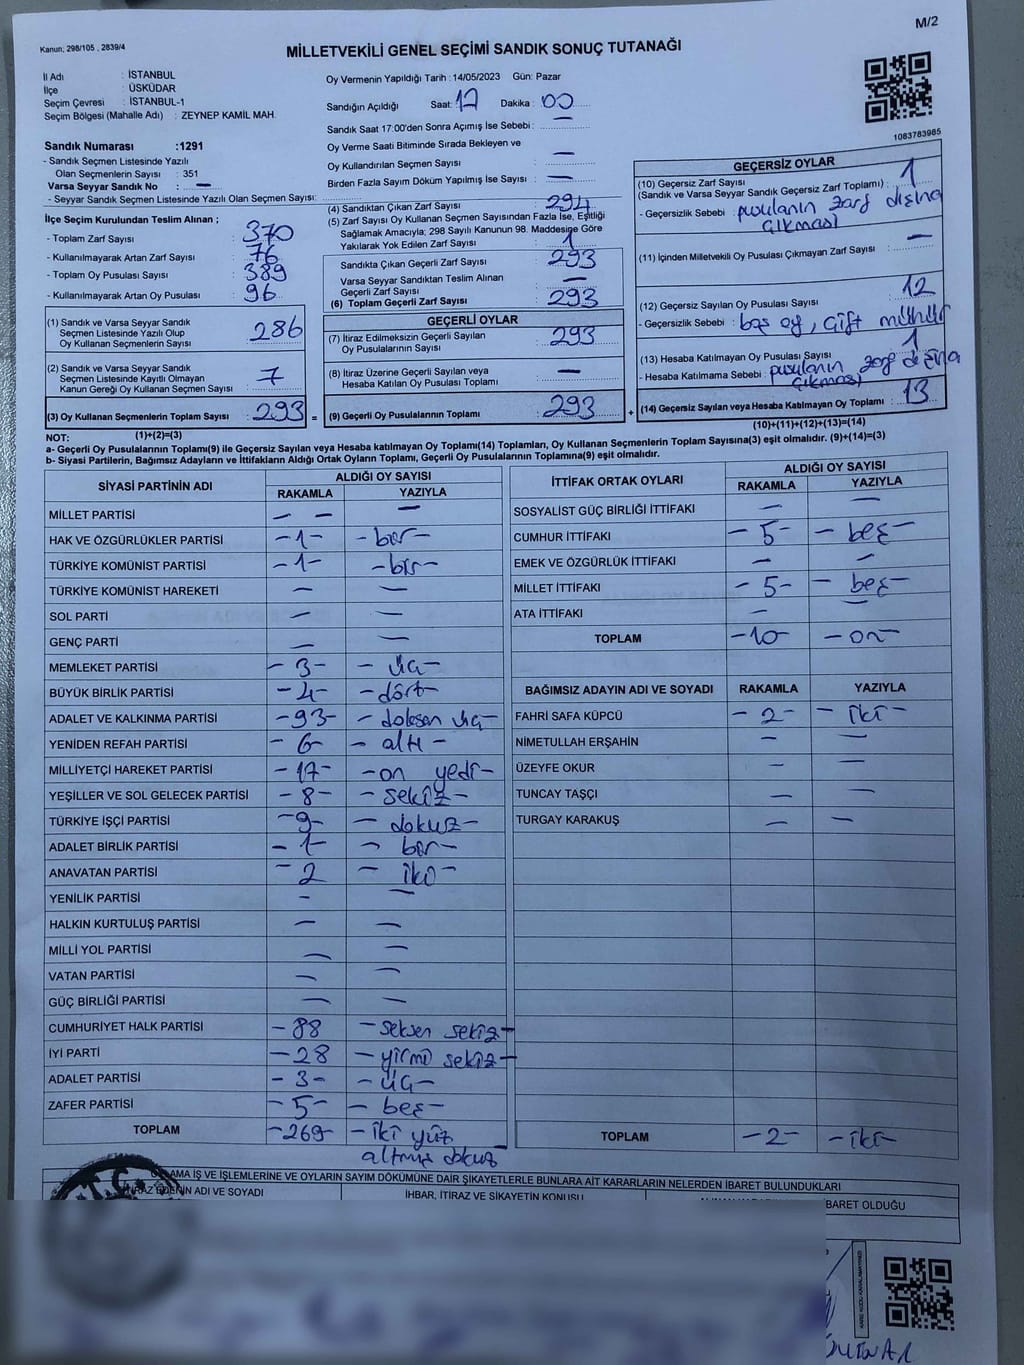 M/2
Kanun; 298/105 , 2839/4
MİLLETVEKİLİ GENEL SEÇİMİ SANDIK SONUÇ TUTANAĞI
İl Adı : İSTANBUL
İlçe : ÜSKÜDAR
Seçim Çevresi : İSTANBUL-1
Seçim Bölgesi (Mahalle Adı) : ZEYNEP KAMİL MAH.
Sandık Numarası :1291
- Sandık Seçmen Listesinde Yazılı
Olan Seçmenlerin Sayısı : 351
Varsa Seyyar Sandık No : —
- Seyyar Sandık Seçmen Listesinde Yazılı Olan Seçmen Sayısı:
İlçe Seçim Kurulundan Teslim Alınan ;
- Toplam Zarf Sayısı : 370
- Kullanılmayarak Artan Zarf Sayısı : 76
- Toplam Oy Pusulası Sayısı : 389
- Kullanılmayarak Artan Oy Pusulası : 96
(1) Sandık ve Varsa Seyyar Sandık
Seçmen Listesinde Yazılı Olup
Oy Kullanan Seçmenlerin Sayısı : 286
(2) Sandık ve Varsa Seyyar Sandık
Seçmen Listesinde Kayıtlı Olmayan
Kanun Gereği Oy Kullanan Seçmen Sayısı : 7
(3) Oy Kullanan Seçmenlerin Toplam Sayısı : 293 =
Oy Vermenin Yapıldığı Tarih : 14/05/2023 Gün: Pazar
Sandığın Açıldığı Saat: 17 Dakika : 00
Sandık Saat 17:00'den Sonra Açımış İse Sebebi: —
Oy Verme Saati Bitiminde Sırada Bekleyen ve
Oy Kullandırılan Seçmen Sayısı : —
Birden Fazla Sayım Döküm Yapılmış İse Sayısı : —
(4) Sandıktan Çıkan Zarf Sayısı : 294
(5) Zarf Sayısı Oy Kullanan Seçmen Sayısından Fazla İse, Eşitliği
Sağlamak Amacıyla; 298 Sayılı Kanunun 98. Maddesine Göre
Yakılarak Yok Edilen Zarf Sayısı : 1
Sandıkta Çıkan Geçerli Zarf Sayısı : 293
Varsa Seyyar Sandıktan Teslim Alınan
Geçerli Zarf Sayısı : —
(6) Toplam Geçerli Zarf Sayısı : 293
GEÇERLİ OYLAR
(7) İtiraz Edilmeksizin Geçerli Sayılan
Oy Pusulalarının Sayısı : 293
(8) İtiraz Üzerine Geçerli Sayılan veya
Hesaba Katılan Oy Pusulası Toplamı : —
(9) Geçerli Oy Pusulalarının Toplamı : 293 +
1083783985
GEÇERSİZ OYLAR
(10) Geçersiz Zarf Sayısı
(Sandık ve Varsa Seyyar Sandık Geçersiz Zarf Toplamı) : 1
- Geçersizlik Sebebi : pusulanın zarf dışına
çıkması
(11) İçinden Milletvekili Oy Pusulası Çıkmayan Zarf Sayısı : —
(12) Geçersiz Sayılan Oy Pusulası Sayısı : 12
- Geçersizlik Sebebi : boş oy, çift mühür
(13) Hesaba Katılmayan Oy Pusulası Sayısı : 1
- Hesaba Katılmama Sebebi : pusulanın zarf dışına
çıkması
(14) Geçersiz Sayılan veya Hesaba Katılmayan Oy Toplamı : 13
NOT: (1)+(2)=(3) (10)+(11)+(12)+(13)=(14)
a- Geçerli Oy Pusulalarının Toplamı(9) ile Geçersiz Sayılan veya Hesaba katılmayan Oy Toplamı(14) Toplamları, Oy Kullanan Seçmenlerin Toplam Sayısına(3) eşit olmalıdır. (9)+(14)=(3)
b- Siyasi Partilerin, Bağımsız Adayların ve İttifakların Aldığı Ortak Oyların Toplamı, Geçerli Oy Pusulalarının Toplamına(9) eşit olmalıdır.
SİYASİ PARTİNİN ADI ALDIĞI OY SAYISI
RAKAMLA YAZIYLA
MİLLET PARTİSİ — — —
HAK VE ÖZGÜRLÜKLER PARTİSİ -1- -bir-
TÜRKİYE KOMÜNİST PARTİSİ -1- -bir-
TÜRKİYE KOMÜNİST HAREKETİ — —
SOL PARTİ — —
GENÇ PARTİ — —
MEMLEKET PARTİSİ -3- -üç-
BÜYÜK BİRLİK PARTİSİ -4- -dört-
ADALET VE KALKINMA PARTİSİ -93- -doksan üç-
YENİDEN REFAH PARTİSİ -6- -altı-
MİLLİYETÇİ HAREKET PARTİSİ -17- -on yedi-
YEŞİLLER VE SOL GELECEK PARTİSİ -8- -sekiz-
TÜRKİYE İŞÇİ PARTİSİ -9- -dokuz-
ADALET BİRLİK PARTİSİ -1- -bir-
ANAVATAN PARTİSİ -2 -iki-
YENİLİK PARTİSİ - —
HALKIN KURTULUŞ PARTİSİ — —
MİLLİ YOL PARTİSİ — —
VATAN PARTİSİ — —
GÜÇ BİRLİĞİ PARTİSİ — —
CUMHURİYET HALK PARTİSİ -88 -seksen sekiz-
İYİ PARTİ -28 -yirmi sekiz-
ADALET PARTİSİ -3- -üç-
ZAFER PARTİSİ -5- -beş-
TOPLAM -269- -iki yüz
altmış dokuz
İTTİFAK ORTAK OYLARI ALDIĞI OY SAYISI
RAKAMLA YAZIYLA
SOSYALİST GÜÇ BİRLİĞİ İTTİFAKI — —
CUMHUR İTTİFAKI -5- -beş-
EMEK VE ÖZGÜRLÜK İTTİFAKI — —
MİLLET İTTİFAKI -5- -beş-
ATA İTTİFAKI — —
TOPLAM -10- -on-
BAĞIMSIZ ADAYIN ADI VE SOYADI RAKAMLA YAZIYLA
FAHRİ SAFA KÜPCÜ -2- -iki-
NİMETULLAH ERŞAHİN — —
ÜZEYFE OKUR — —
TUNCAY TAŞÇI — —
TURGAY KARAKUŞ — —
TOPLAM -2- -iki-
AMA İŞ VE İŞLEMLERİNE VE OYLARIN SAYIM DÖKÜMÜNE DAİR ŞİKAYETLERLE BUNLARA AİT KARARLARIN NELERDEN İBARET BULUNDUKLARI
T.C.
EDENİN ADI VE SOYADI İHBAR, İTİRAZ VE ŞİKAYETİN KONUSU İBARET OLDUĞU